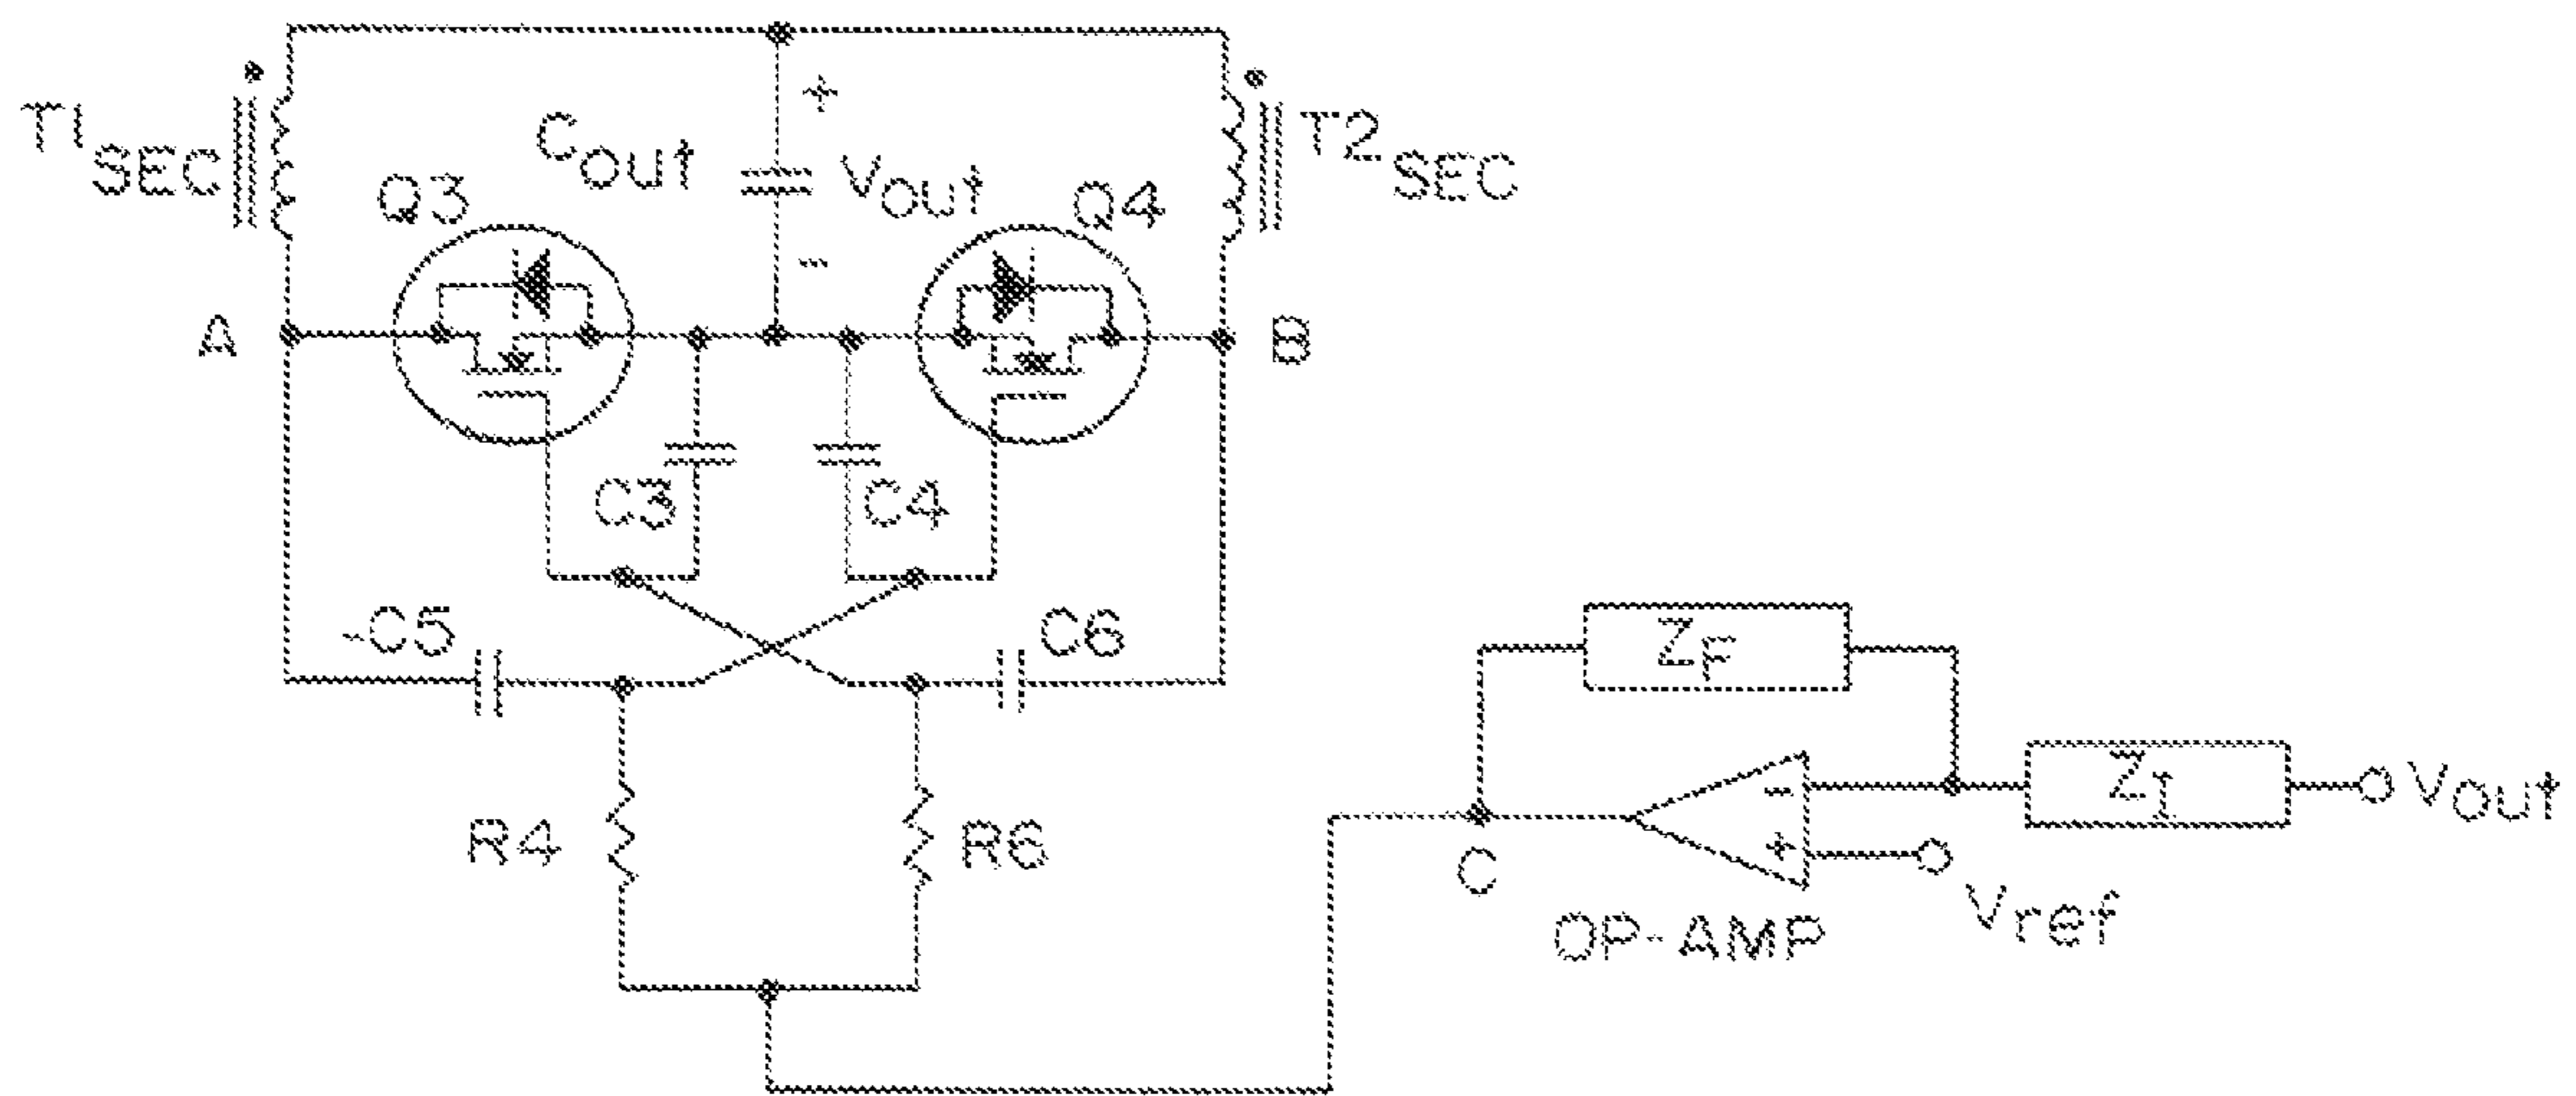 T1SEC
Cout
+
Vout
-
T2SEC
Q3
Q4
A
B
C3
C4
-C5
C6
ZF
ZI
Vout
-
+
R4
R6
C
Vref
OP-AMP